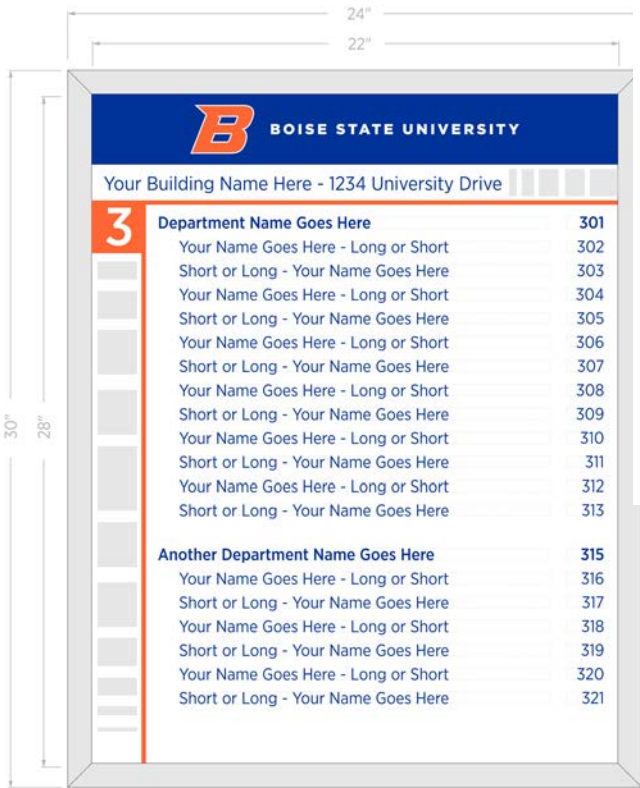 24"
22"
30"
28"
B BOISE STATE UNIVERSITY
Your Building Name Here - 1234 University Drive
3
Department Name Goes Here 301
Your Name Goes Here - Long or Short 302
Short or Long - Your Name Goes Here 303
Your Name Goes Here - Long or Short 304
Short or Long - Your Name Goes Here 305
Your Name Goes Here - Long or Short 306
Short or Long - Your Name Goes Here 307
Your Name Goes Here - Long or Short 308
Short or Long - Your Name Goes Here 309
Your Name Goes Here - Long or Short 310
Short or Long - Your Name Goes Here 311
Your Name Goes Here - Long or Short 312
Short or Long - Your Name Goes Here 313
Another Department Name Goes Here 315
Your Name Goes Here - Long or Short 316
Short or Long - Your Name Goes Here 317
Your Name Goes Here - Long or Short 318
Short or Long - Your Name Goes Here 319
Your Name Goes Here - Long or Short 320
Short or Long - Your Name Goes Here 321